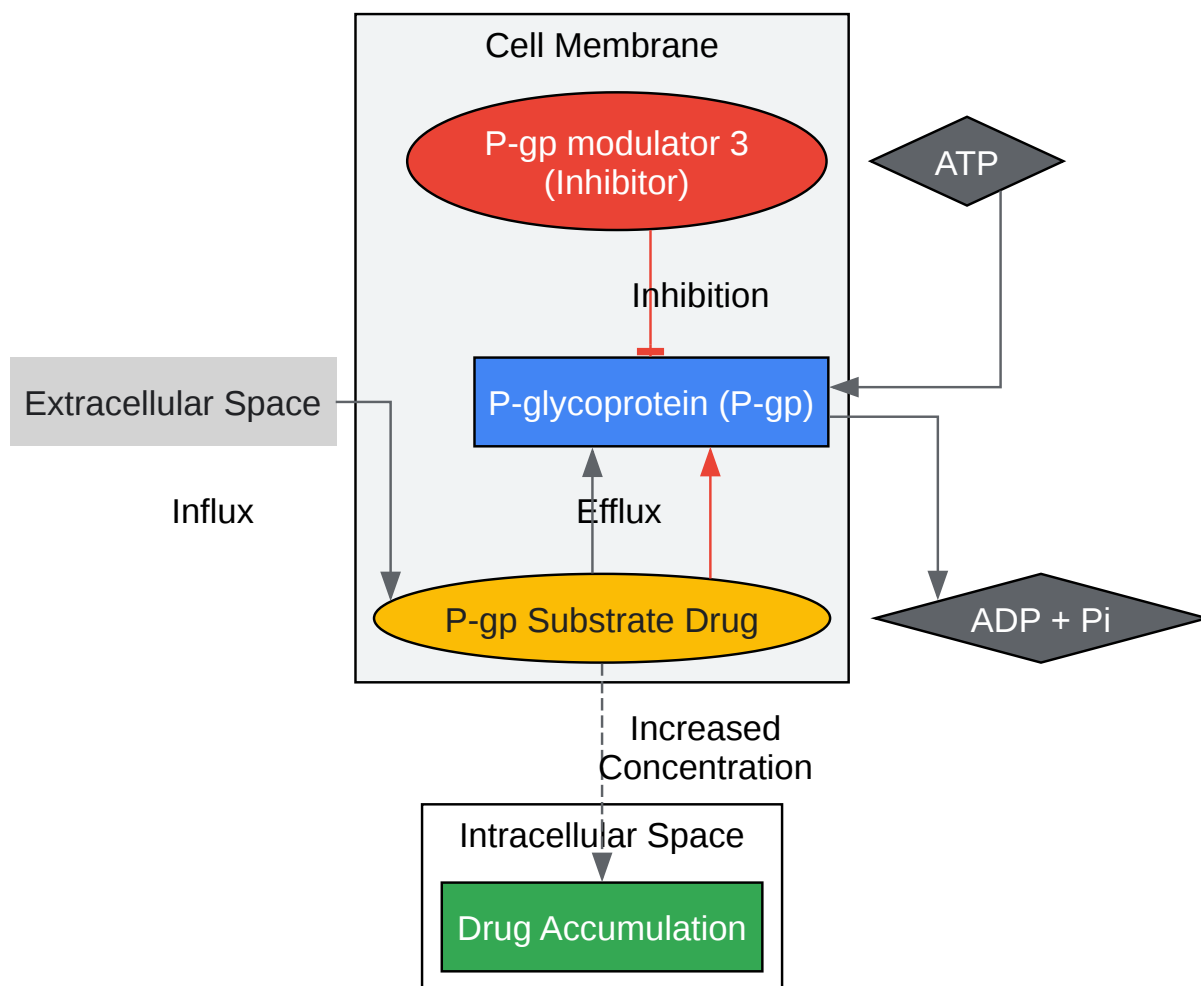 Cell Membrane
P-gp modulator 3
(Inhibitor)
ATP
Inhibition
Extracellular Space
P-glycoprotein (P-gp)
Influx
Efflux
P-gp Substrate Drug
ADP + Pi
Increased
Concentration
Intracellular Space
Drug Accumulation